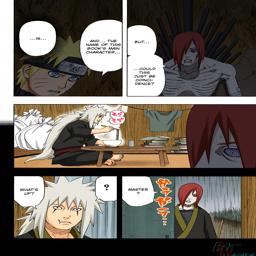 BUT...
...COULD
THIS JUST
BE COINCI-
DENCE?
AND... THE
NAME OF THIS
BOOK'S MAIN
CHARACTER...
...IS...
MASTER?
?
WHAT'S
UP?